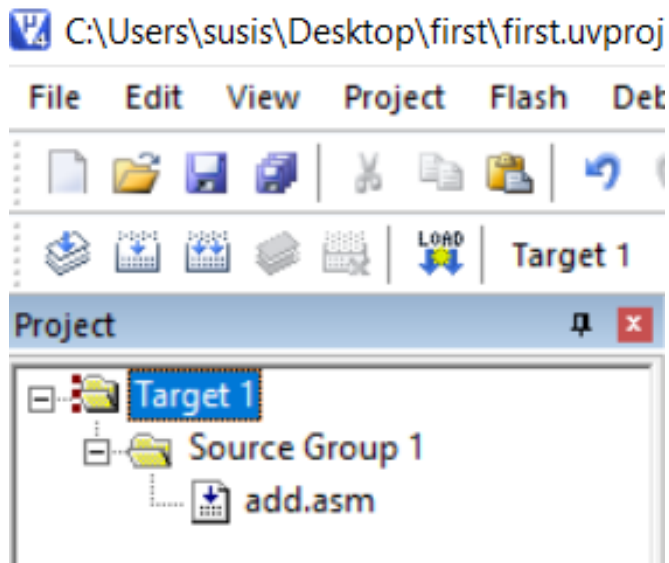 C:\Users\susis\Desktop\first\first.uvproj
File Edit View Project Flash Deb
LOAD Target 1
Project
Target 1
Source Group 1
add.asm